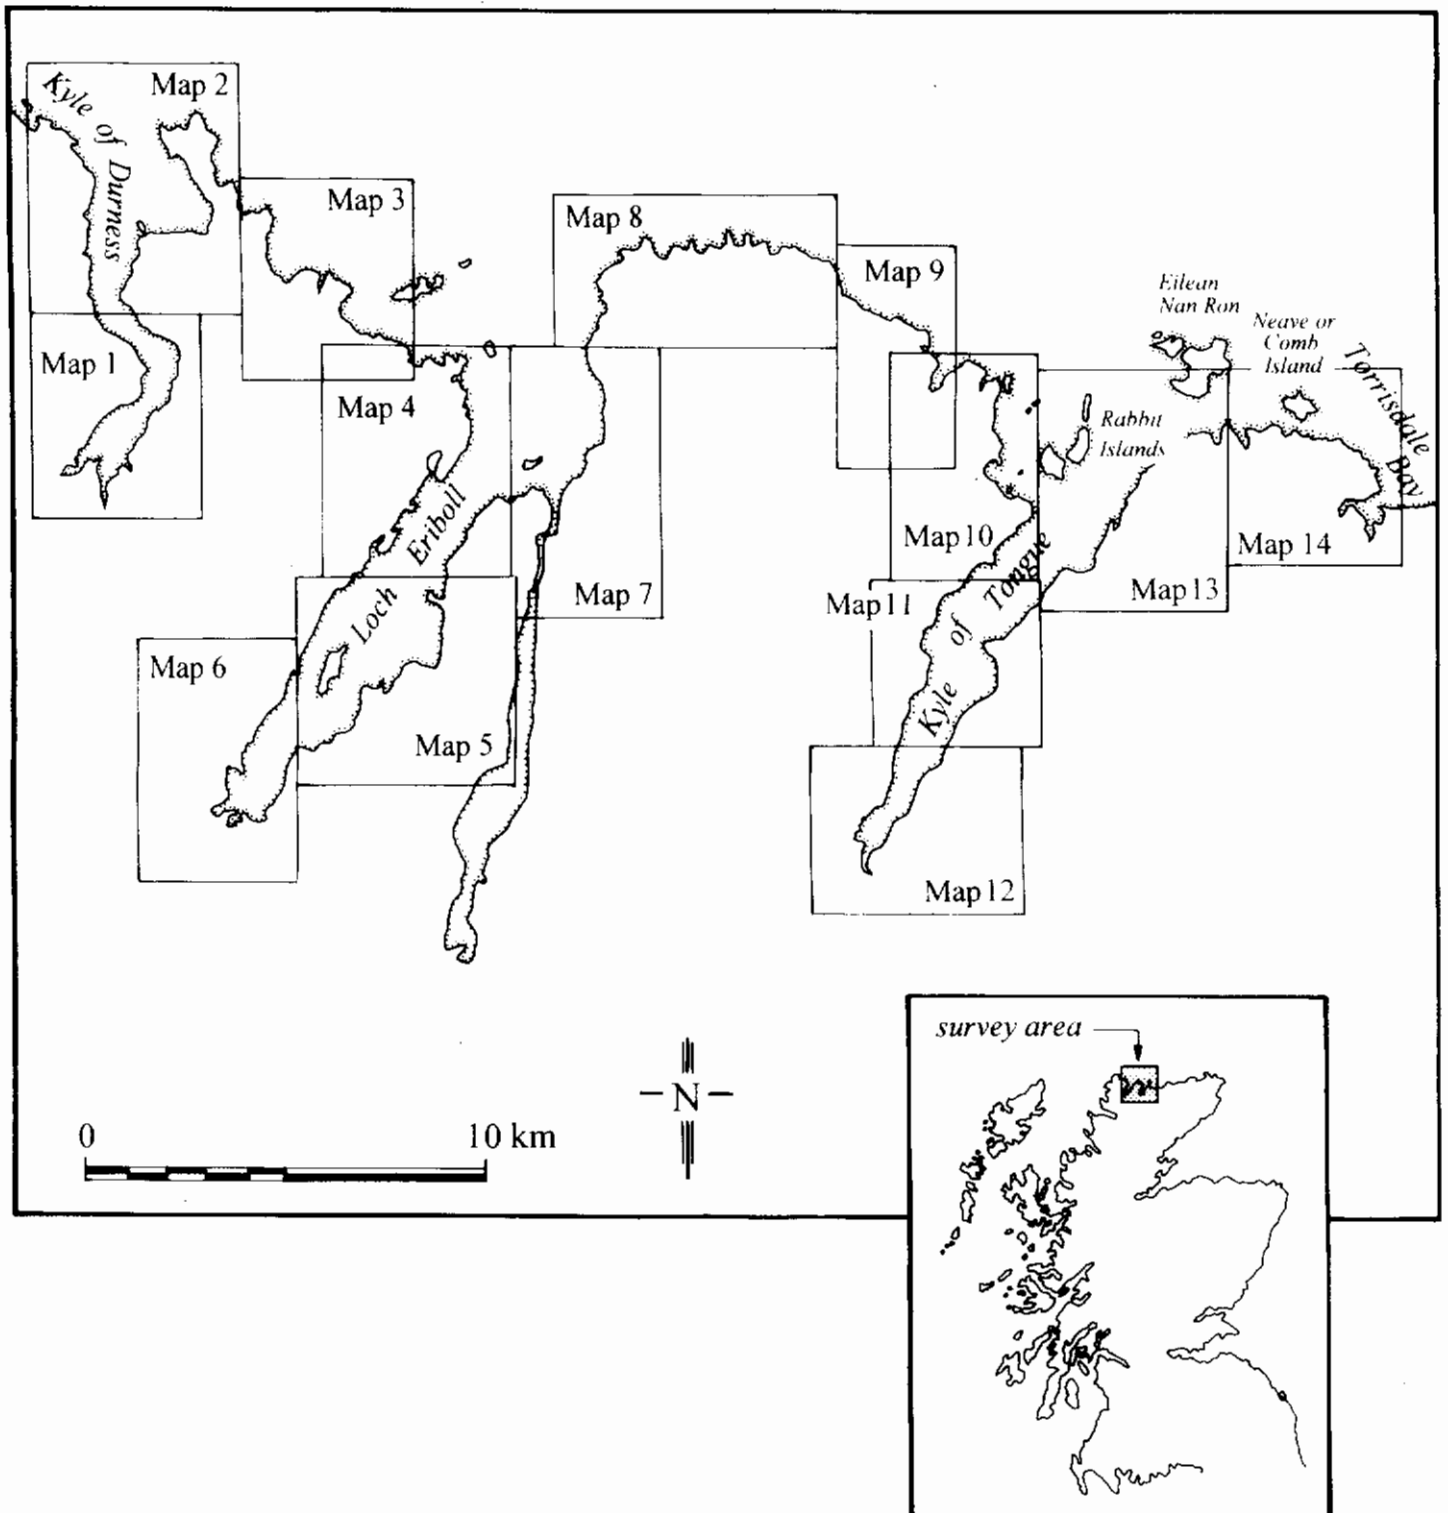 Kyle of Durness
Map 2
Map 3
Map 8
Map 9
Eilean
Nan Ron
Neave or
Comb
Island
Torrisdale
Bay
Map 1
Map 4
Rabbit
Islands
Loch Eriboll
Map 10
Map 14
Map 7
Map 11
Map 13
Kyle of Tongue
Map 6
Map 5
Map 12
survey area
N
0
10 km